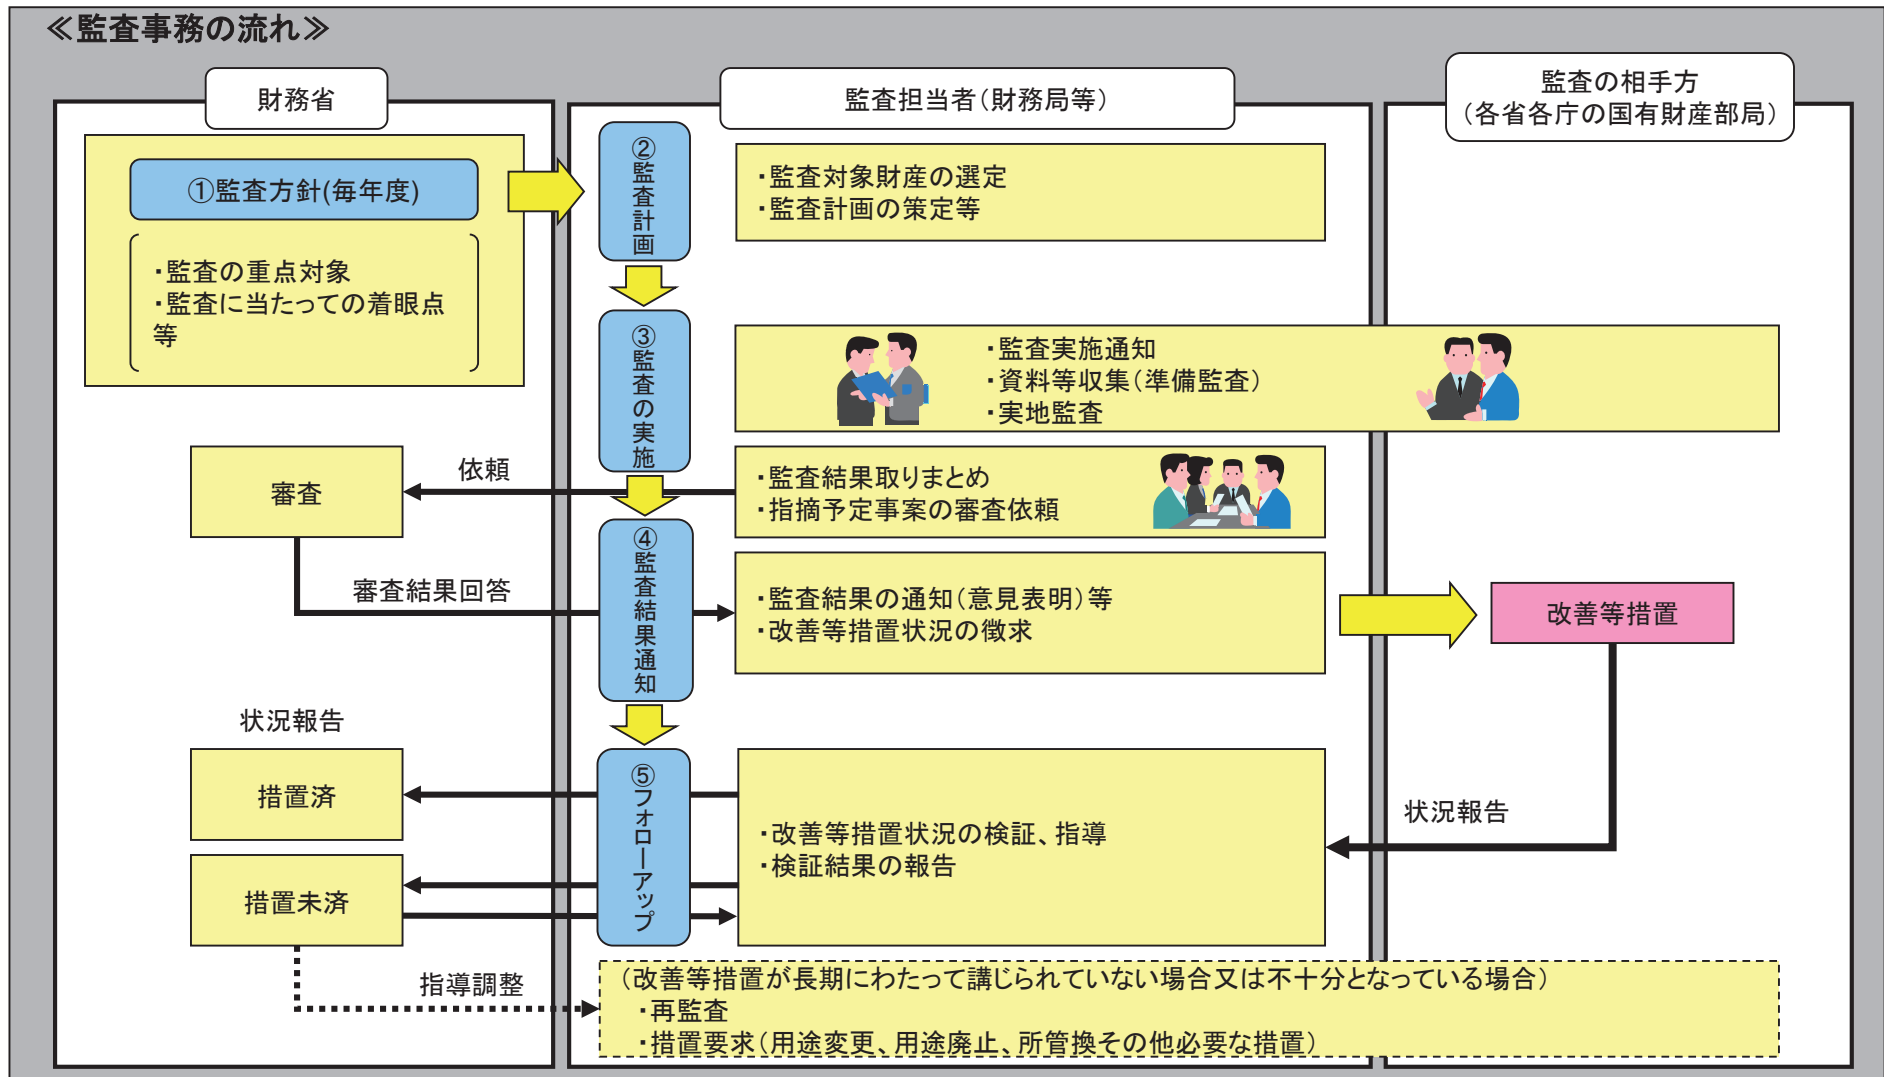 ≪監査事務の流れ≫
財務省
監査担当者(財務局等)
監査の相手方
(各省各庁の国有財産部局)
①監査方針(毎年度)
・監査の重点対象
・監査に当たっての着眼点
等
②監査計画
・監査対象財産の選定
・監査計画の策定等
③監査の実施
・監査実施通知
・資料等収集(準備監査)
・実地監査
審査
依頼
・監査結果取りまとめ
・指摘予定事案の審査依頼
審査結果回答
④監査結果通知
・監査結果の通知(意見表明)等
・改善等措置状況の徴求
改善等措置
状況報告
措置済
措置未済
⑤フォローアップ
・改善等措置状況の検証、指導
・検証結果の報告
状況報告
指導調整
(改善等措置が長期にわたって講じられていない場合又は不十分となっている場合)
・再監査
・措置要求(用途変更、用途廃止、所管換その他必要な措置)